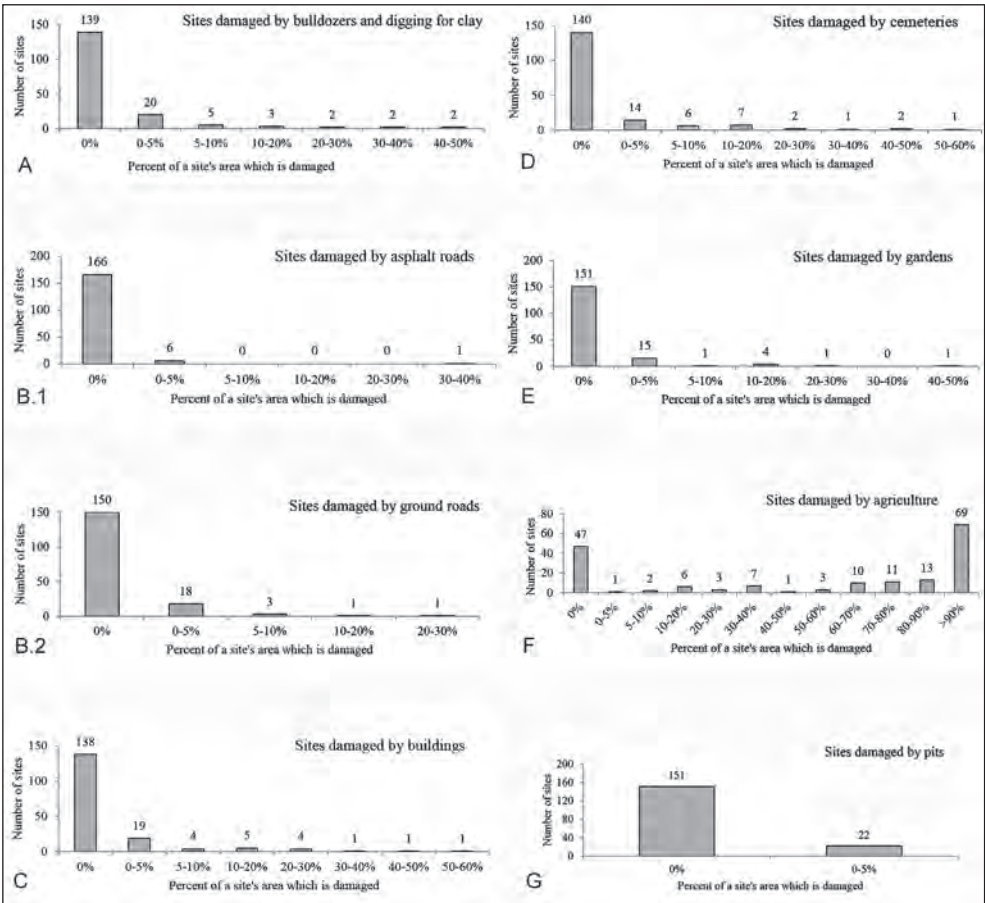 Sites damaged by bulldozers and digging for clay
Number of sites
150
100
50
0
139 20 5 3 2 2 2
0% 0-5% 5-10% 10-20% 20-30% 30-40% 40-50%
A
Percent of a site's area which is damaged
Sites damaged by asphalt roads
Number of sites
200
150
100
50
0
166 6 0 0 0 1
0% 0-5% 5-10% 10-20% 20-30% 30-40%
B.1
Percent of a site's area which is damaged
Sites damaged by ground roads
Number of sites
150
100
50
0
150 18 3 1 1
0% 0-5% 5-10% 10-20% 20-30%
B.2
Percent of a site's area which is damaged
Sites damaged by buildings
Number of sites
150
100
50
0
138 19 4 5 4 1 1 1
0% 0-5% 5-10% 10-20% 20-30% 30-40% 40-50% 50-60%
C
Percent of a site's area which is damaged
Sites damaged by cemeteries
Number of sites
150
100
50
0
140 14 6 7 2 1 2 1
0% 0-5% 5-10% 10-20% 20-30% 30-40% 40-50% 50-60%
D
Percent of a site's area which is damaged
Sites damaged by gardens
Number of sites
200
150
100
50
0
151 15 1 4 1 0 1
0% 0-5% 5-10% 10-20% 20-30% 30-40% 40-50%
E
Percent of a site's area which is damaged
Sites damaged by agriculture
Number of sites
80
60
40
20
0
47 1 2 6 3 7 1 3 10 11 13 69
0% 0-5% 5-10% 10-20% 20-30% 30-40% 40-50% 50-60% 60-70% 70-80% 80-90% >90%
F
Percent of a site's area which is damaged
Sites damaged by pits
Number of sites
200
160
120
80
40
0
151 22
0% 0-5%
G
Percent of a site's area which is damaged